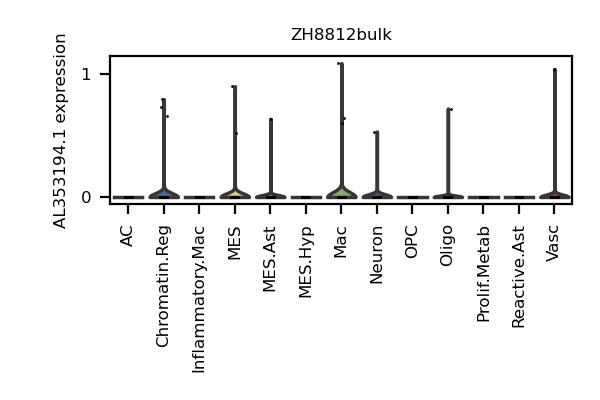 ZH8812bulk
AL353194.1 expression
1
0
AC
Chromatin.Reg
Inflammatory.Mac
MES
MES.Ast
MES.Hyp
Mac
Neuron
OPC
Oligo
Prolif.Metab
Reactive.Ast
Vasc